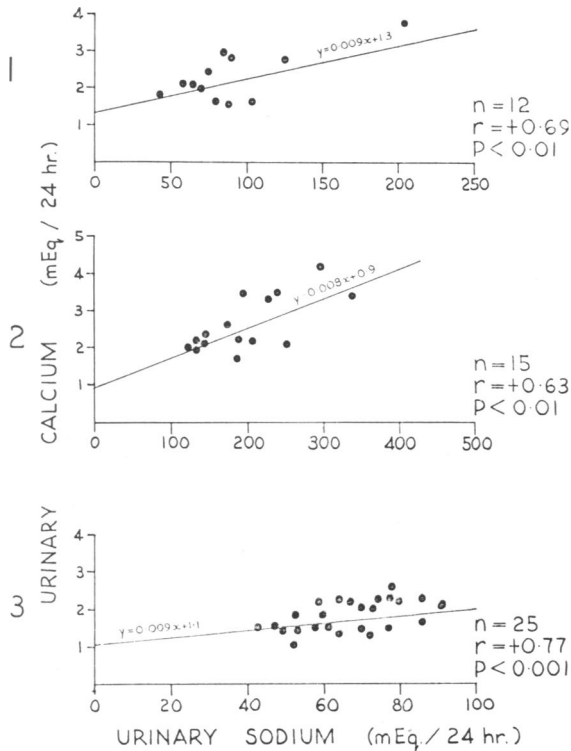 1
4
3
2
1
y=0·009x+1·3
n=12
r=+0·69
P<0·01
0
50
100
150
200
250
2
5
4
3
2
1
y 0·008x+0·9
n=15
r=+0·63
P<0·01
0
100
200
300
400
500
3
4
3
2
1
y=0·009x+1·1
n=25
r=+0·77
P<0·001
0
20
40
60
80
100
URINARY CALCIUM (mEq./ 24 hr.)
URINARY SODIUM (mEq./ 24 hr.)